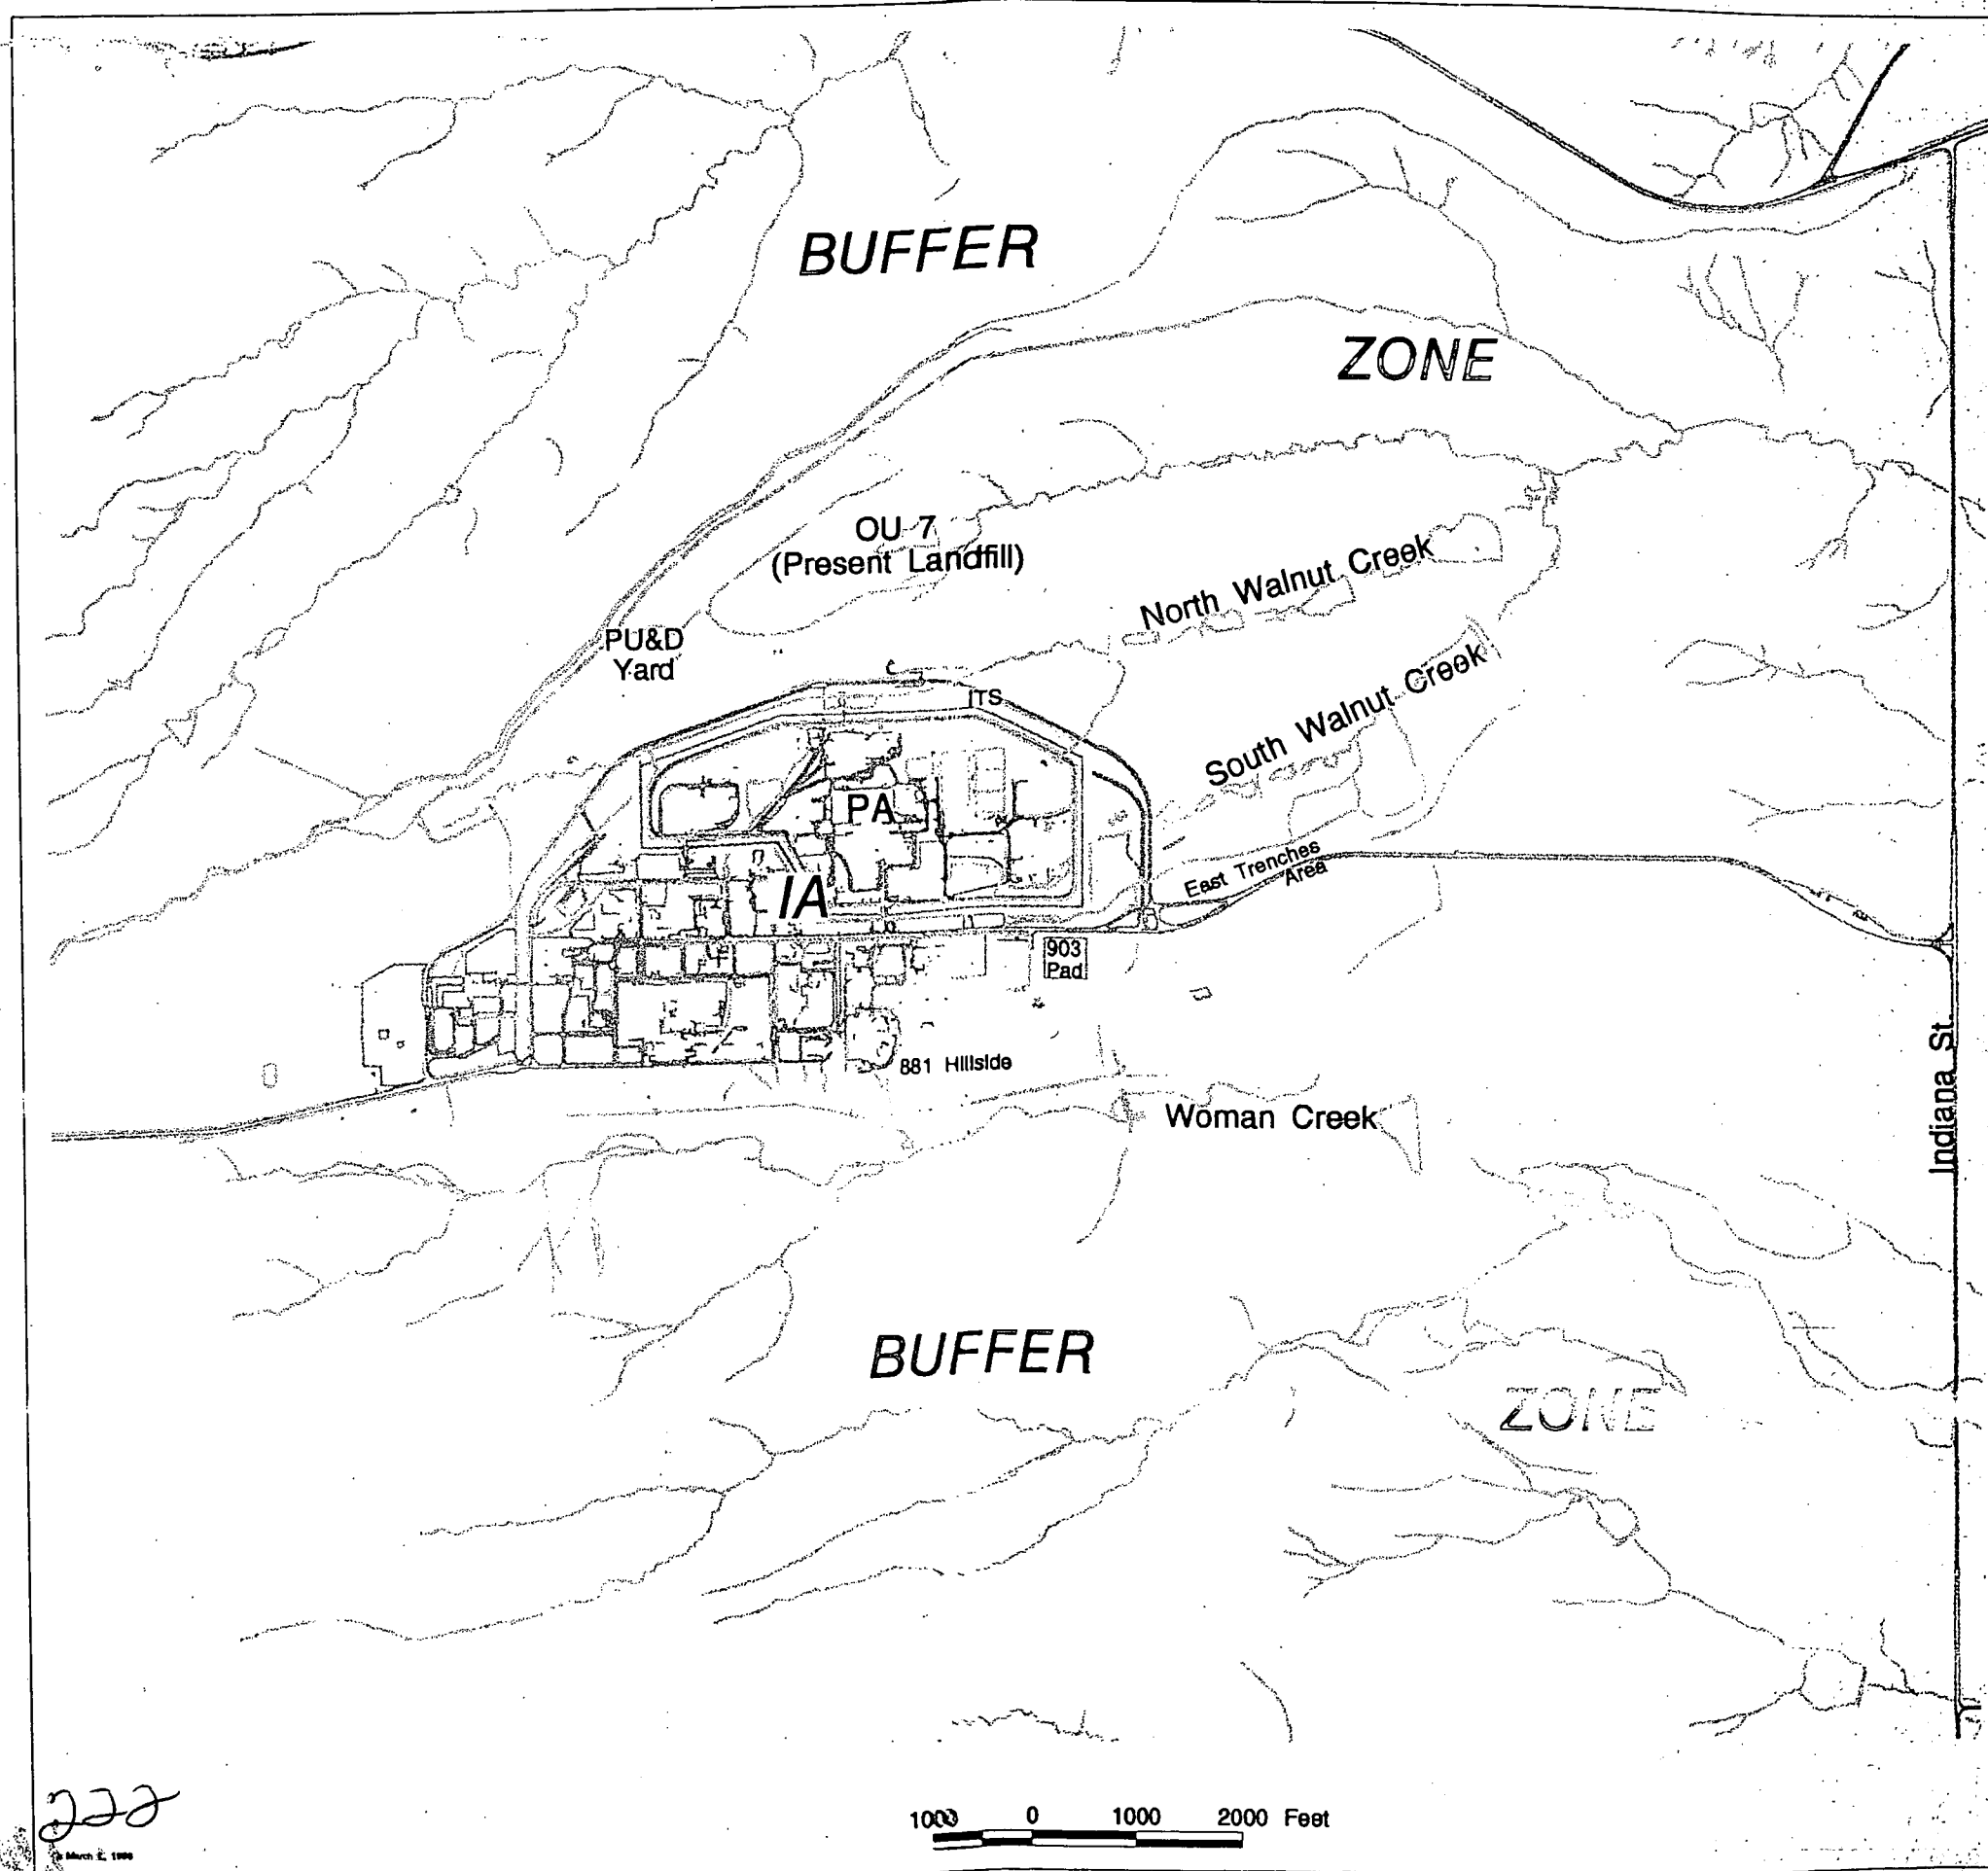 BUFFER
ZONE
OU 7
(Present Landfill)
North Walnut Creek
PU&D
Yard
South Walnut Creek
ITS
PA
IA
East Trenches
Area
903
Pad
881 Hillside
Woman Creek
Indiana St.
BUFFER
ZONE
222
1000 0 1000 2000 Feet